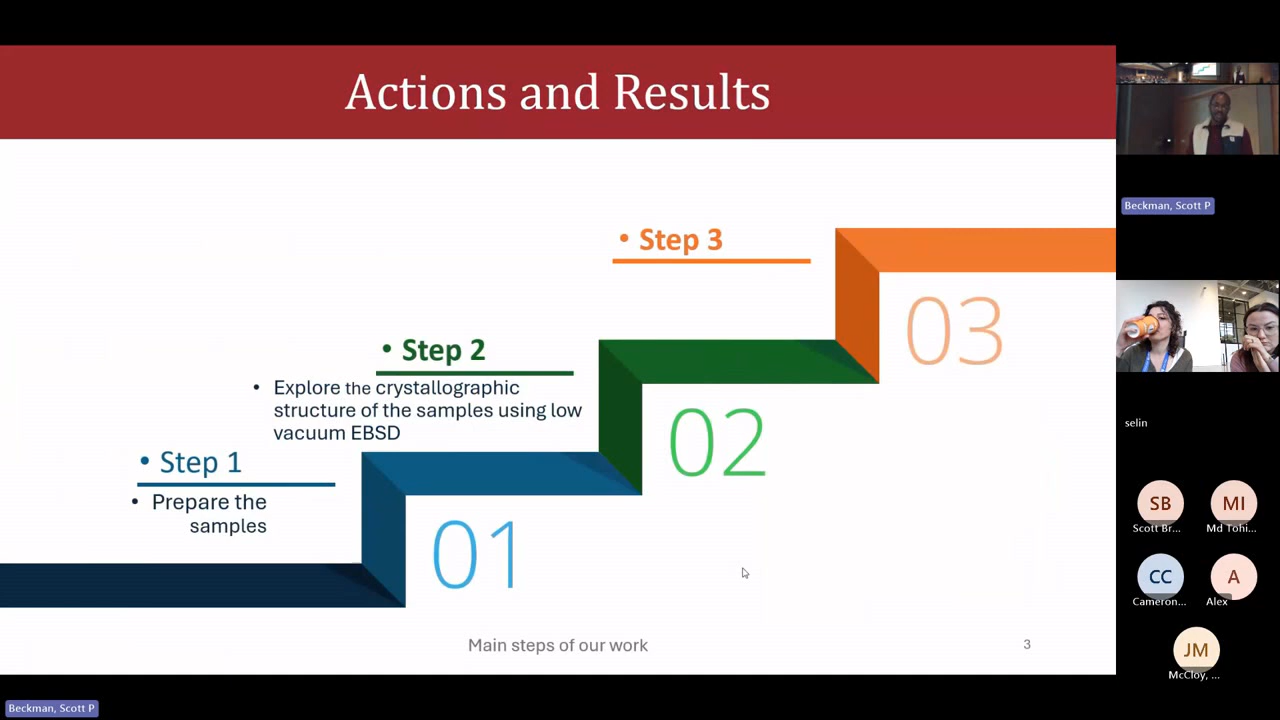 Actions and Results
• Step 3
03
• Step 2
• Explore the crystallographic
structure of the samples using low
vacuum EBSD
02
• Step 1
• Prepare the
samples
01
Main steps of our work
3
Beckman, Scott P
Beckman, Scott P
selin
SB
Scott Br...
MI
Md Tohi...
CC
Cameron...
A
Alex
JM
McCloy, ...